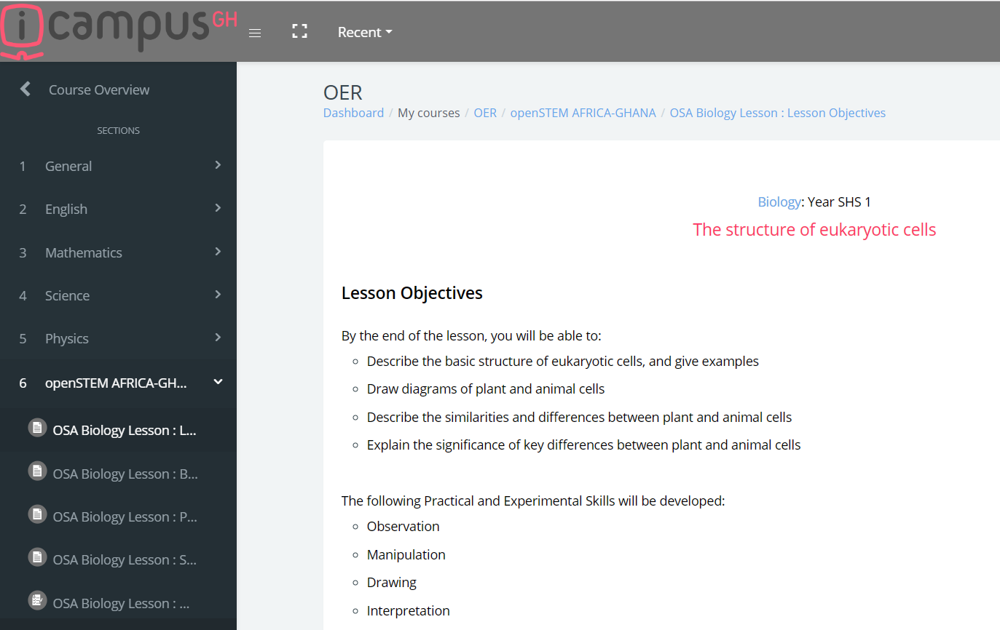 icampusGH
Recent
Course Overview
SECTIONS
1 General
2 English
3 Mathematics
4 Science
5 Physics
6 openSTEM AFRICA-GH...
OSA Biology Lesson : L...
OSA Biology Lesson : B...
OSA Biology Lesson : P...
OSA Biology Lesson : S...
OSA Biology Lesson : ...
OER
Dashboard / My courses / OER / openSTEM AFRICA-GHANA / OSA Biology Lesson : Lesson Objectives
Biology: Year SHS 1
The structure of eukaryotic cells
Lesson Objectives
By the end of the lesson, you will be able to:
Describe the basic structure of eukaryotic cells, and give examples
Draw diagrams of plant and animal cells
Describe the similarities and differences between plant and animal cells
Explain the significance of key differences between plant and animal cells
The following Practical and Experimental Skills will be developed:
Observation
Manipulation
Drawing
Interpretation